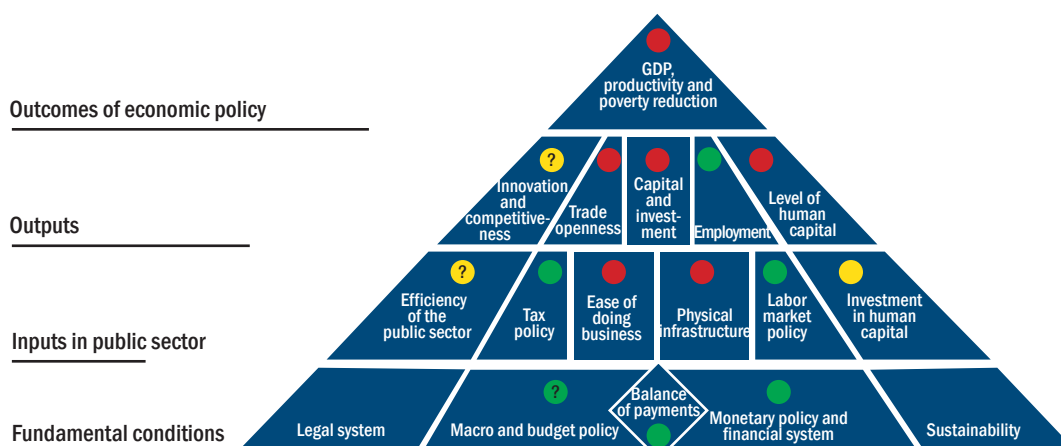 GDP,
productivity and
poverty reduction
Outcomes of economic policy
?
Innovation
and
competitive-
ness
Trade
openness
Capital
and
invest-
ment
Employment
Level of
human
capital
Outputs
?
Efficiency
of the
public sector
Tax
policy
Ease of
doing
business
Physical
infrastructure
Labor
market
policy
Investment
in human
capital
Inputs in public sector
Fundamental conditions
Legal system
?
Macro and budget policy
Balance
of payments
Monetary policy and
financial system
Sustainability